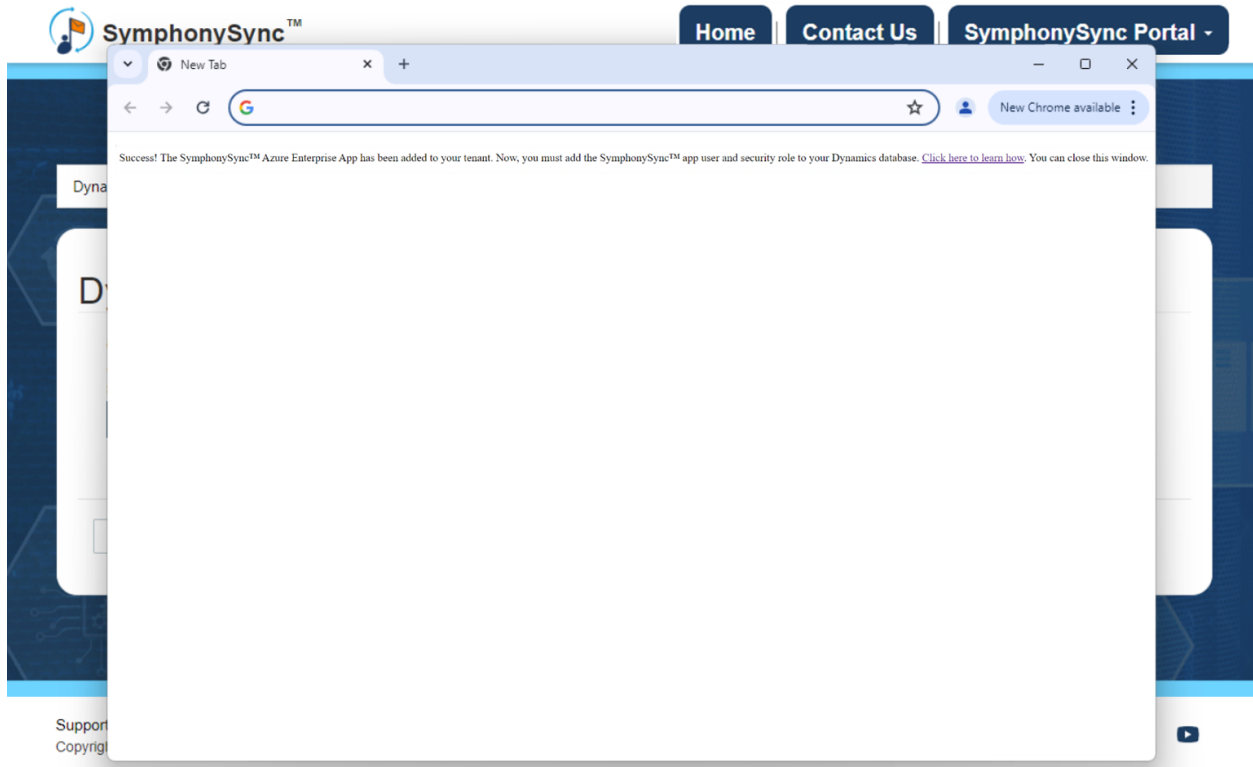 SymphonySync™
Home
Contact Us
SymphonySync Portal
New Tab
New Chrome available
Success! The SymphonySync™ Azure Enterprise App has been added to your tenant. Now, you must add the SymphonySync™ app user and security role to your Dynamics database. Click here to learn how. You can close this window.
Dyna
Dy
Support
Copyrigh